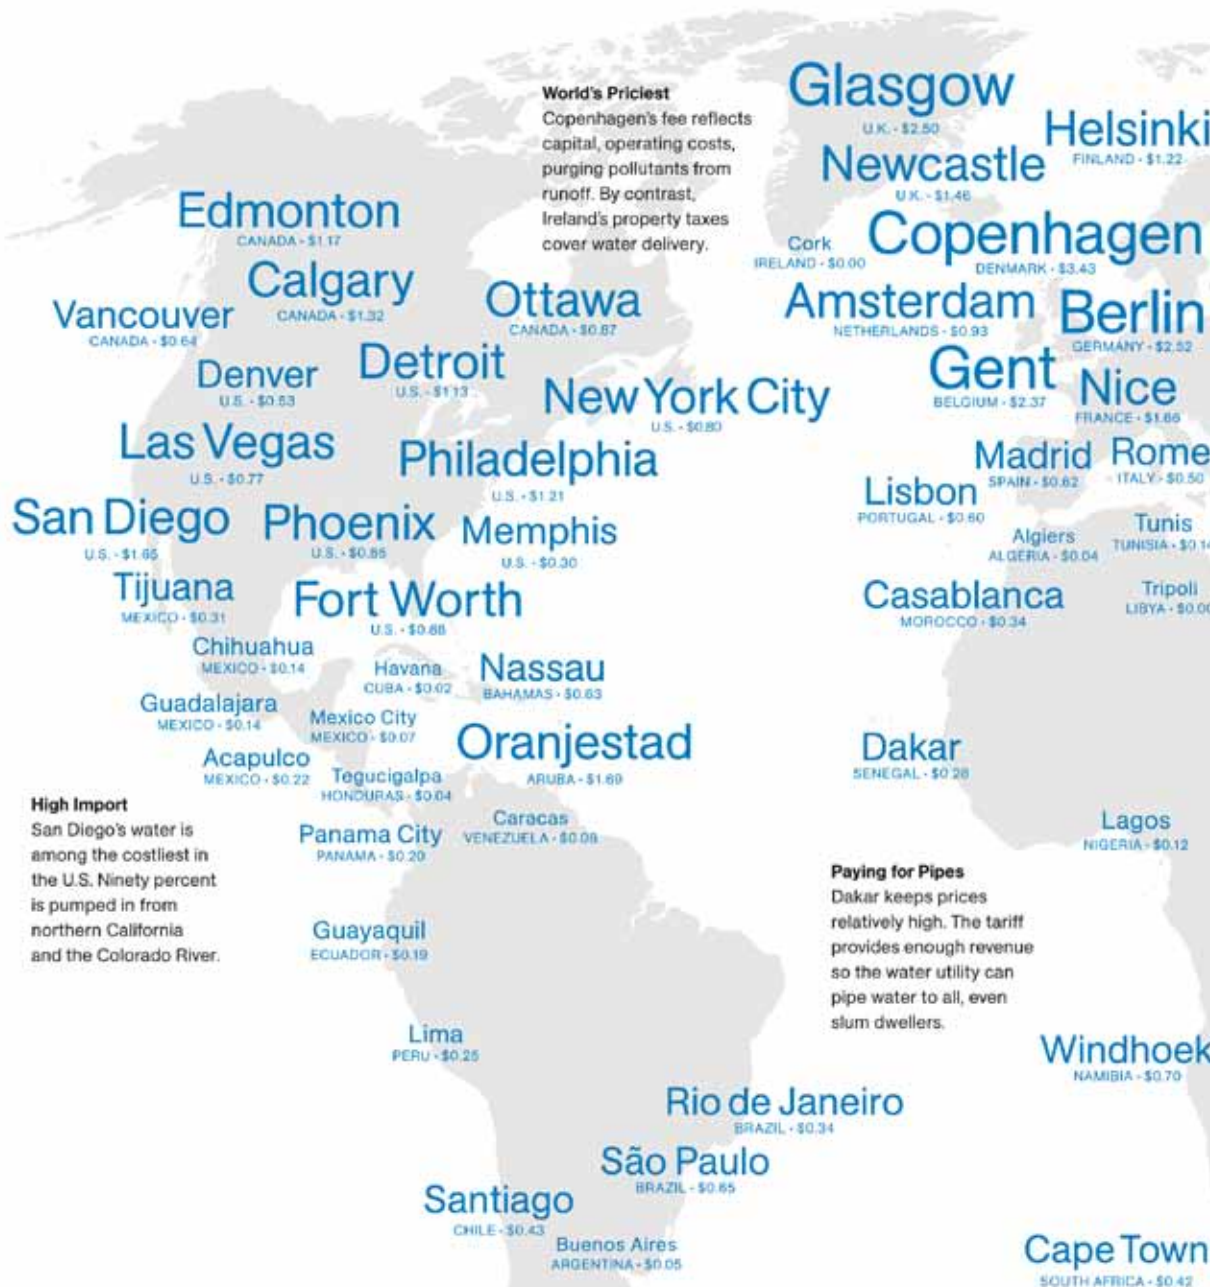 World's Priciest
Copenhagen's fee reflects
capital, operating costs,
purging pollutants from
runoff. By contrast,
Ireland's property taxes
cover water delivery.
Glasgow
U.K. - $2.50
Helsinki
FINLAND - $1.22
Newcastle
U.K. - $1.46
Edmonton
CANADA - $1.17
Cork
IRELAND - $0.00
Copenhagen
DENMARK - $3.43
Calgary
CANADA - $1.32
Vancouver
CANADA - $0.64
Ottawa
CANADA - $0.87
Amsterdam
NETHERLANDS - $0.93
Berlin
GERMANY - $2.52
Denver
U.S. - $0.53
Detroit
U.S. - $1.13
New York City
U.S. - $0.80
Gent
BELGIUM - $2.37
Nice
FRANCE -
Las Vegas
U.S. - $0.77
Philadelphia
U.S. - $1.21
Madrid
SPAIN - $0.62
Rome
ITALY - $0.50
Lisbon
PORTUGAL - $0.60
San Diego
U.S. - $1.65
Phoenix
U.S. -
Memphis
U.S. - $0.30
Algiers
ALGERIA - $0.04
Tunis
TUNISIA - $0.14
Tijuana
MEXICO - $0.31
Fort Worth
U.S. -
Casablanca
MOROCCO - $0.34
Tripoli
LIBYA - $0.00
Chihuahua
MEXICO - $0.14
Havana
CUBA - $0.02
Nassau
BAHAMAS - $0.63
Guadalajara
MEXICO - $0.14
Mexico City
MEXICO - $0.07
Oranjestad
ARUBA - $1.69
Acapulco
MEXICO - $0.22
Tegucigalpa
HONDURAS - $0.04
Dakar
SENEGAL -
High Import
San Diego's water is
among the costliest in
the U.S. Ninety percent
is pumped in from
northern California
and the Colorado River.
Panama City
PANAMA - $0.20
Caracas
VENEZUELA -
Lagos
NIGERIA - $0.12
Paying for Pipes
Dakar keeps prices
relatively high. The tariff
provides enough revenue
so the water utility can
pipe water to all, even
slum dwellers.
Guayaquil
ECUADOR - $0.19
Lima
PERU - $0.25
Windhoek
NAMIBIA - $0.70
Rio de Janeiro
BRAZIL - $0.34
São Paulo
BRAZIL - $0.65
Santiago
CHILE - $0.43
Buenos Aires
ARGENTINA - $0.05
Cape Town
SOUTH AFRICA - $0.42